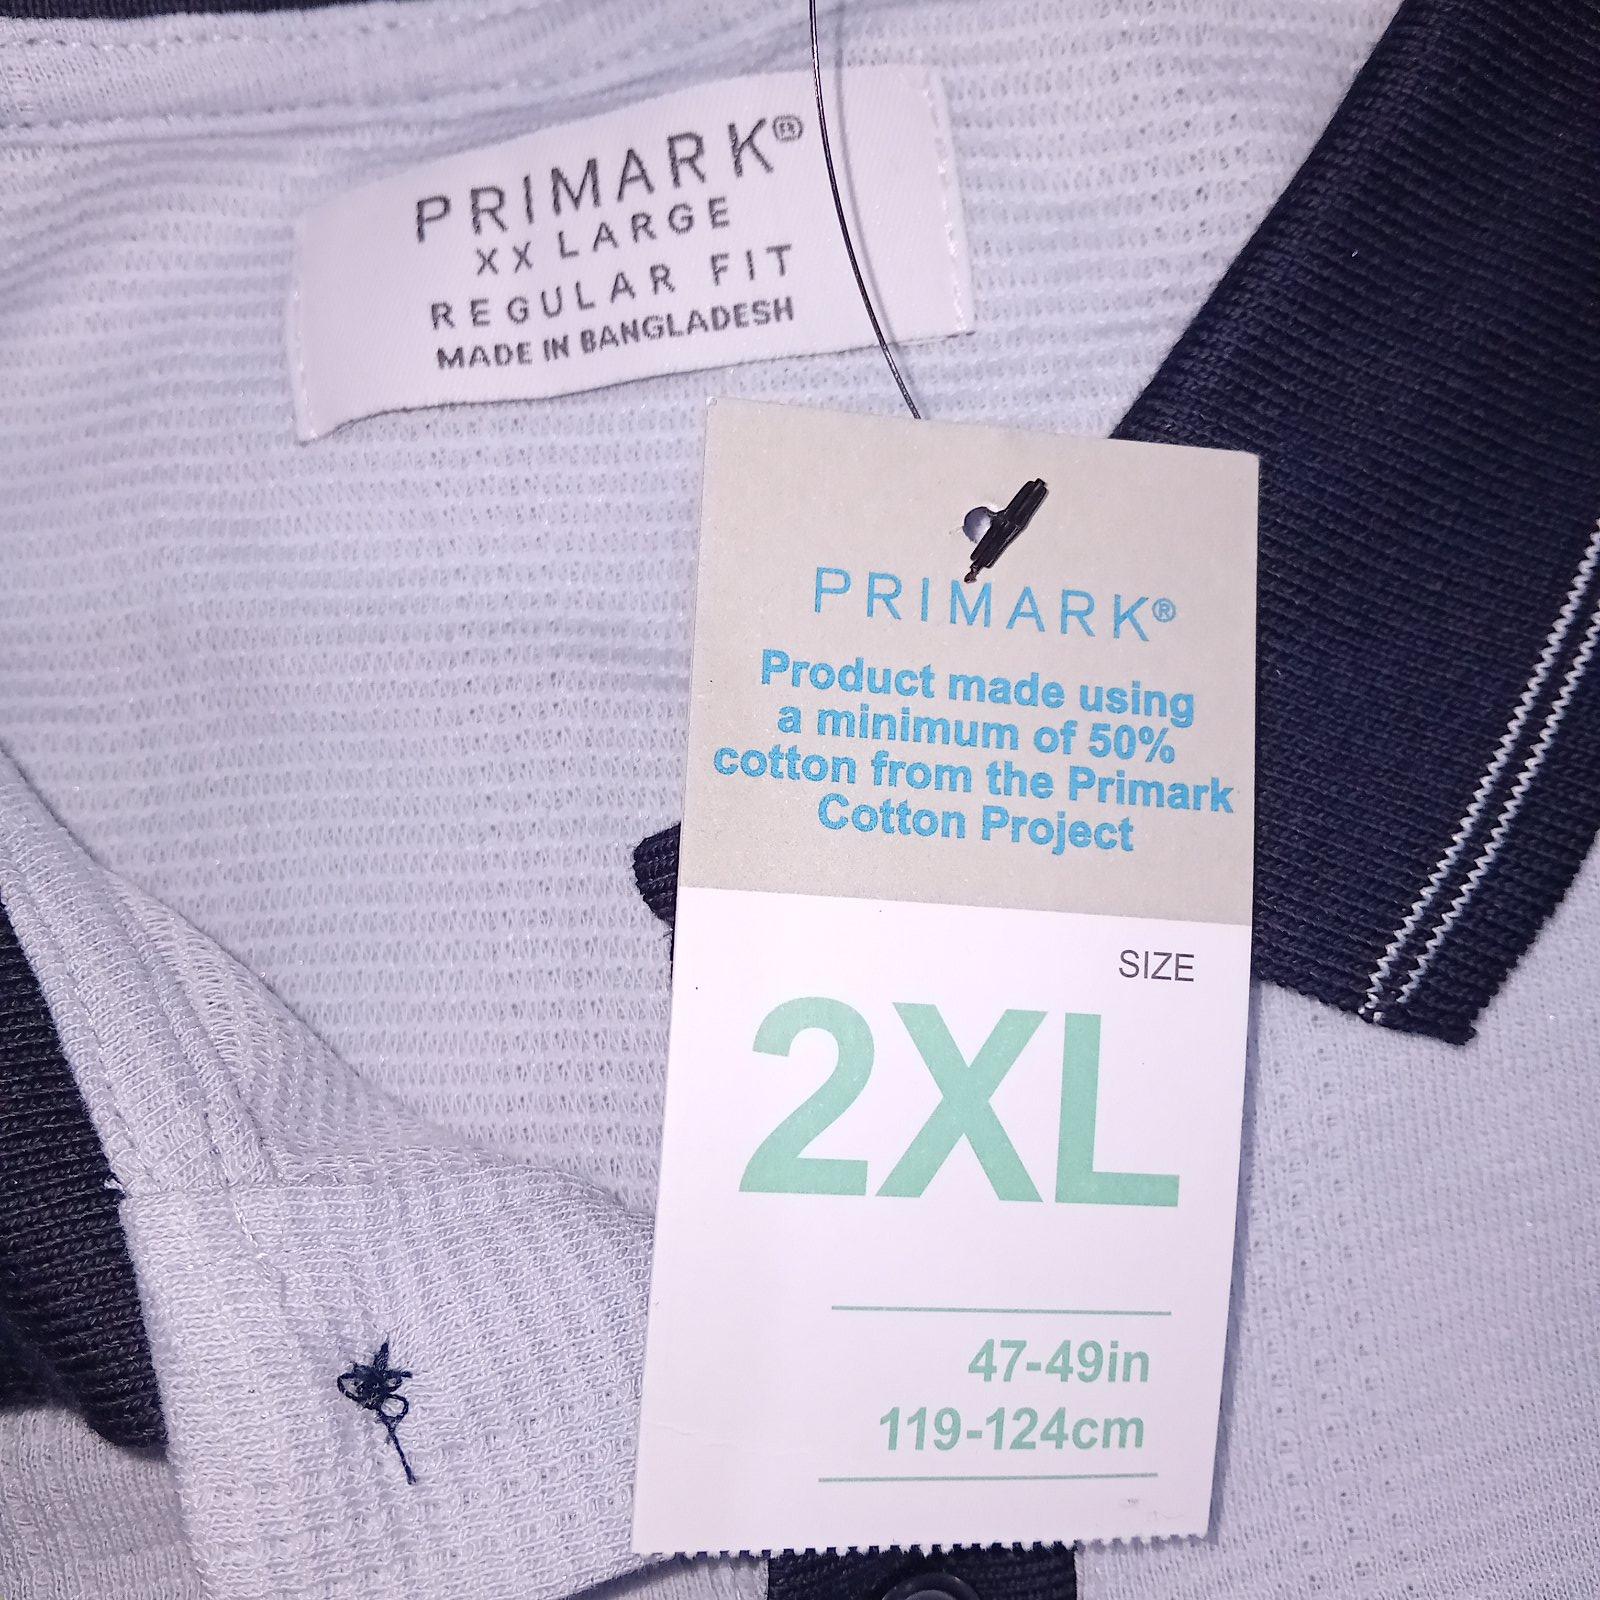 PRIMARK®
XX LARGE
REGULAR FIT
MADE IN BANGLADESH
PRIMARK®
Product made using
a minimum of 50%
cotton from the Primark
Cotton Project
SIZE
2XL
47-49in
119-124cm